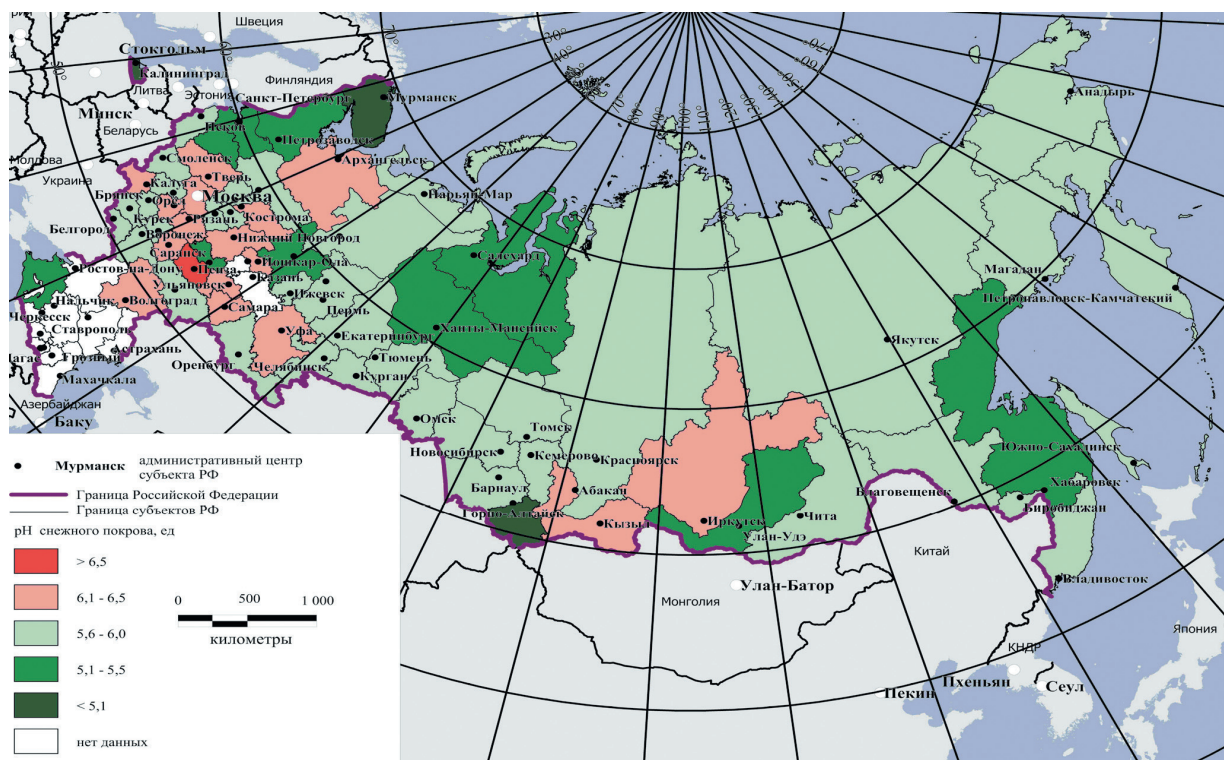 Швеция
Стокгольм
Калининград
Финляндия
Литва
Эстония
Санкт-Петербург
Мурманск
Минск
Беларусь
Псков
Петрозаводск
Молдова
Смоленск
Архангельск
Украина
Калуга
Тверь
Брянск
Москва
Нарьян-Мар
Орёл
Курск
Рязань
Кострома
Белгород
Воронеж
Нижний Новгород
Саранск
Йошкар-Ола
Ростов-на-Дону
Пенза
Казань
Ульяновск
Ижевск
Нальчик
Волгоград
Самара
Пермь
Черкесск
Ставрополь
Уфа
Екатеринбург
Грозный
Астрахань
Оренбург
Челябинск
Тюмень
Махачкала
Курган
Азербайджан
Баку
Салехард
Ханты-Мансийск
Омск
Томск
Новосибирск
Кемерово
Красноярск
Барнаул
Абакан
Горно-Алтайск
Кызыл
Иркутск
Улан-Удэ
Чита
Анадырь
Магадан
Петропавловск-Камчатский
Якутск
Южно-Сахалинск
Хабаровск
Благовещенск
Биробиджан
Владивосток
Китай
Улан-Батор
Монголия
Япония
КНДР
Пхеньян
Сеул
Пекин
Мурманск административный центр
субъекта РФ
Граница Российской Федерации
Граница субъектов РФ
pH снежного покрова, ед
> 6,5
6,1 - 6,5
5,6 - 6,0
5,1 - 5,5
< 5,1
нет данных
0 500 1 000
километры